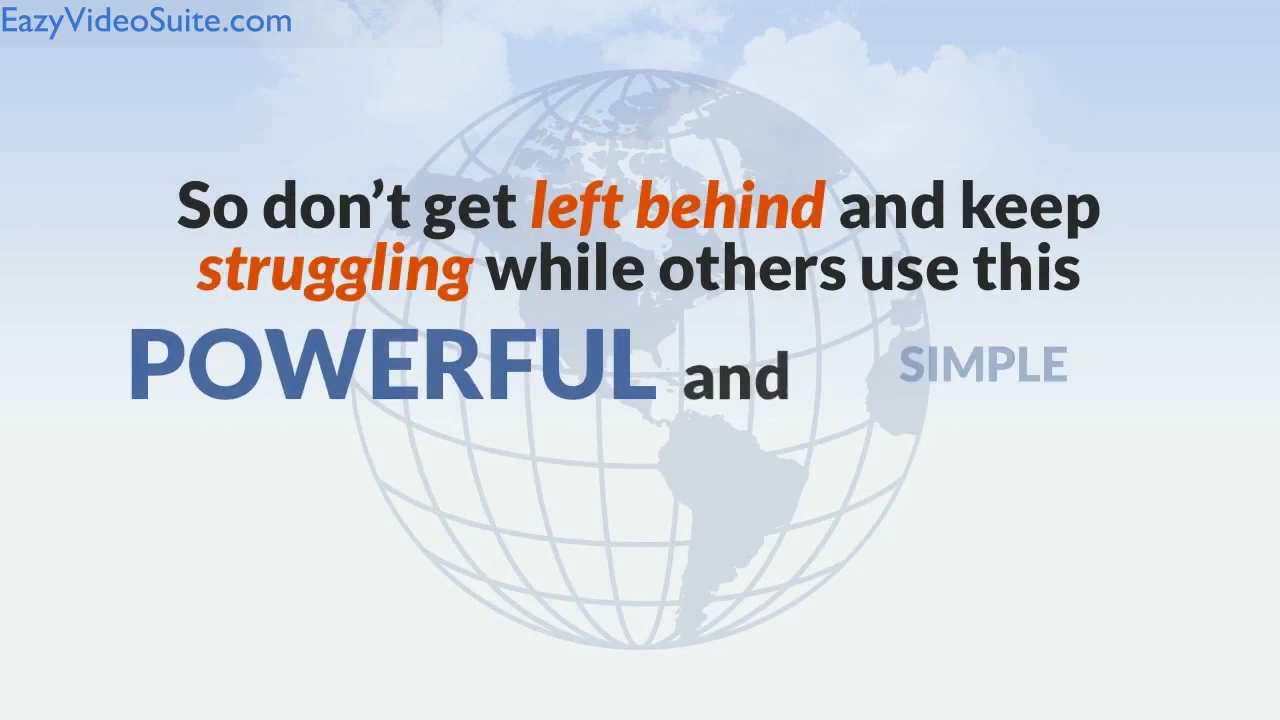 EazyVideoSuite.com
So don’t get left behind and keep
struggling while others use this
POWERFUL and SIMPLE